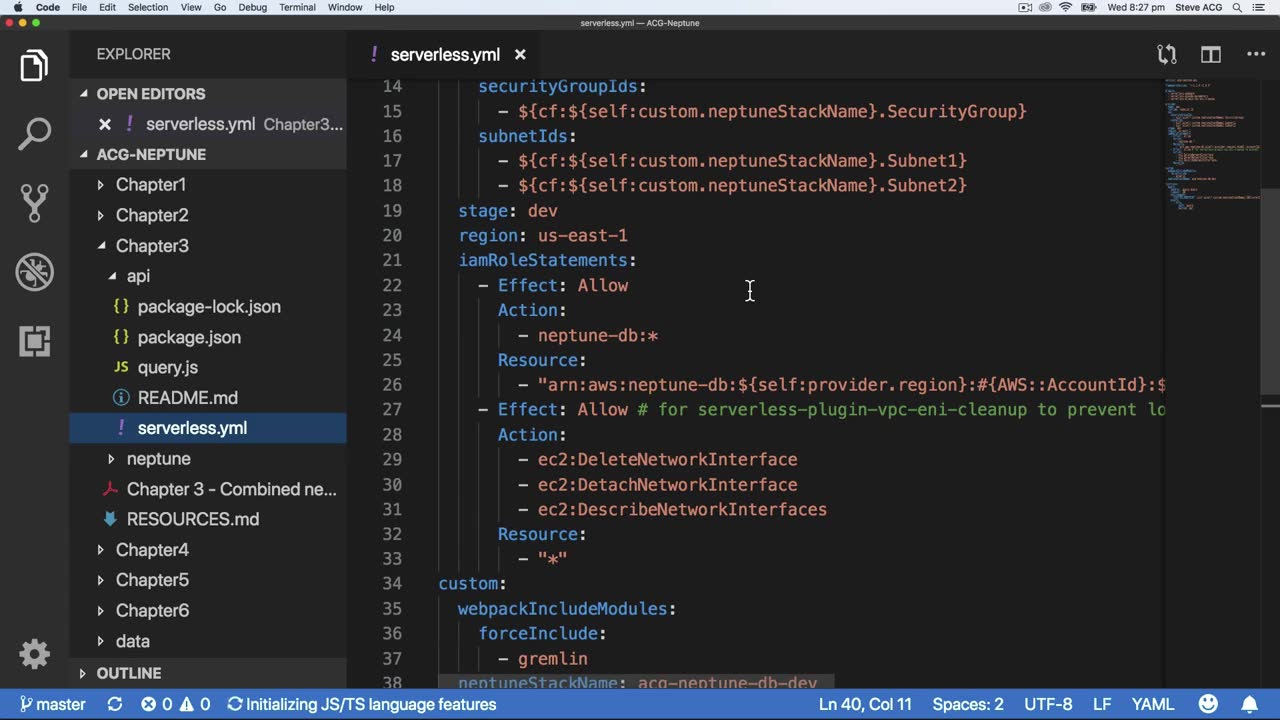 Code File Edit Selection View Go Debug Terminal Window Help Wed 8:27 pm Steve ACG
serverless.yml — ACG-Neptune
EXPLORER
OPEN EDITORS
serverless.yml Chapter3...
ACG-NEPTUNE
Chapter1
Chapter2
Chapter3
api
{} package-lock.json
{} package.json
JS query.js
README.md
! serverless.yml
neptune
Chapter 3 - Combined ne...
RESOURCES.md
Chapter4
Chapter5
Chapter6
data
OUTLINE
! serverless.yml
14 securityGroupIds:
15 - ${cf:${self:custom.neptuneStackName}.SecurityGroup}
16 subnetIds:
17 - ${cf:${self:custom.neptuneStackName}.Subnet1}
18 - ${cf:${self:custom.neptuneStackName}.Subnet2}
19 stage: dev
20 region: us-east-1
21 iamRoleStatements:
22 - Effect: Allow
23 Action:
24 - neptune-db:*
25 Resource:
26 - "arn:aws:neptune-db:${self:provider.region}:#{AWS::AccountId}:$
27 - Effect: Allow # for serverless-plugin-vpc-eni-cleanup to prevent lo
28 Action:
29 - ec2:DeleteNetworkInterface
30 - ec2:DetachNetworkInterface
31 - ec2:DescribeNetworkInterfaces
32 Resource:
33 - "*"
34 custom:
35 webpackIncludeModules:
36 forceInclude:
37 - gremlin
38 neptuneStackName: acg-neptune-db-dev
master 0 0 Initializing JS/TS language features Ln 40, Col 11 Spaces: 2 UTF-8 LF YAML